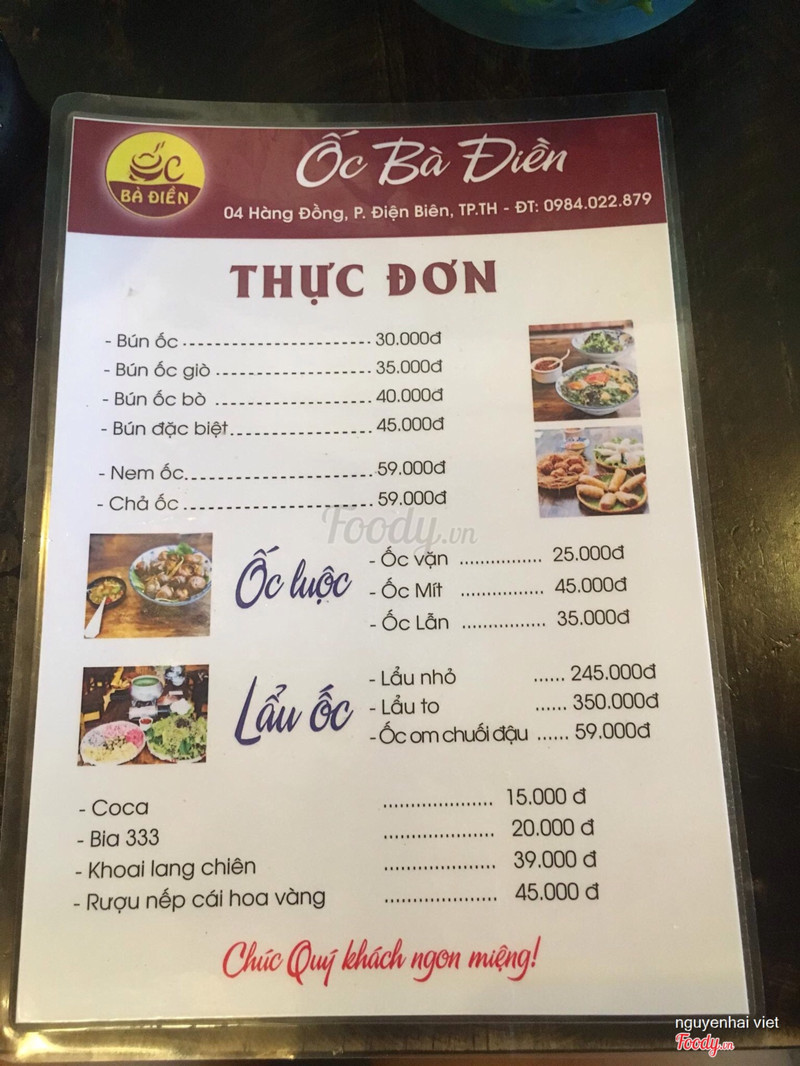 ỐC
BÀ ĐIỀN
Ốc Bà Điền
04 Hàng Đồng, P. Điện Biên, TP.TH - ĐT: 0984.022.879
THỰC ĐƠN
- Bún ốc ------------------------- 30.000đ
- Bún ốc giò --------------------- 35.000đ
- Bún ốc bò --------------------- 40.000đ
- Bún đặc biệt.------------------- 45.000đ
- Nem ốc.------------------------ 59.000đ
- Chả ốc ------------------------- 59.000đ
Foody.vn
Ốc luộc
- Ốc vặn ................ 25.000đ
- Ốc Mít ................ 45.000đ
- Ốc Lẫn ................ 35.000đ
Lẩu ốc
- Lẩu nhỏ ...... 245.000đ
- Lẩu to ...... 350.000đ
- Ốc om chuối đậu ...... 59.000đ
- Coca ..................... 15.000 đ
- Bia 333 ..................... 20.000 đ
- Khoai lang chiên ..................... 39.000 đ
- Rượu nếp cái hoa vàng ..................... 45.000 đ
Chúc Quý khách ngon miệng!
nguyenhai viet
Foody.vn